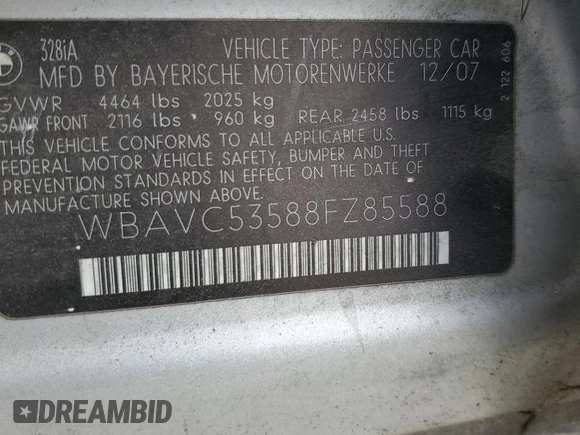 328iA VEHICLE TYPE: PASSENGER CAR
MFD BY BAYERISCHE MOTORENWERKE 12/07
GVWR 4464 lbs 2025 kg
GAWR FRONT 2116 lbs 960 kg REAR 2458 lbs 1115 kg
THIS VEHICLE CONFORMS TO ALL APPLICABLE U.S.
FEDERAL MOTOR VEHICLE SAFETY, BUMPER AND THEFT
PREVENTION STANDARDS IN EFFECT ON THE DATE OF
MANUFACTURE SHOWN ABOVE.
WBAVC53588FZ85588
2 122 606
DREAMBID